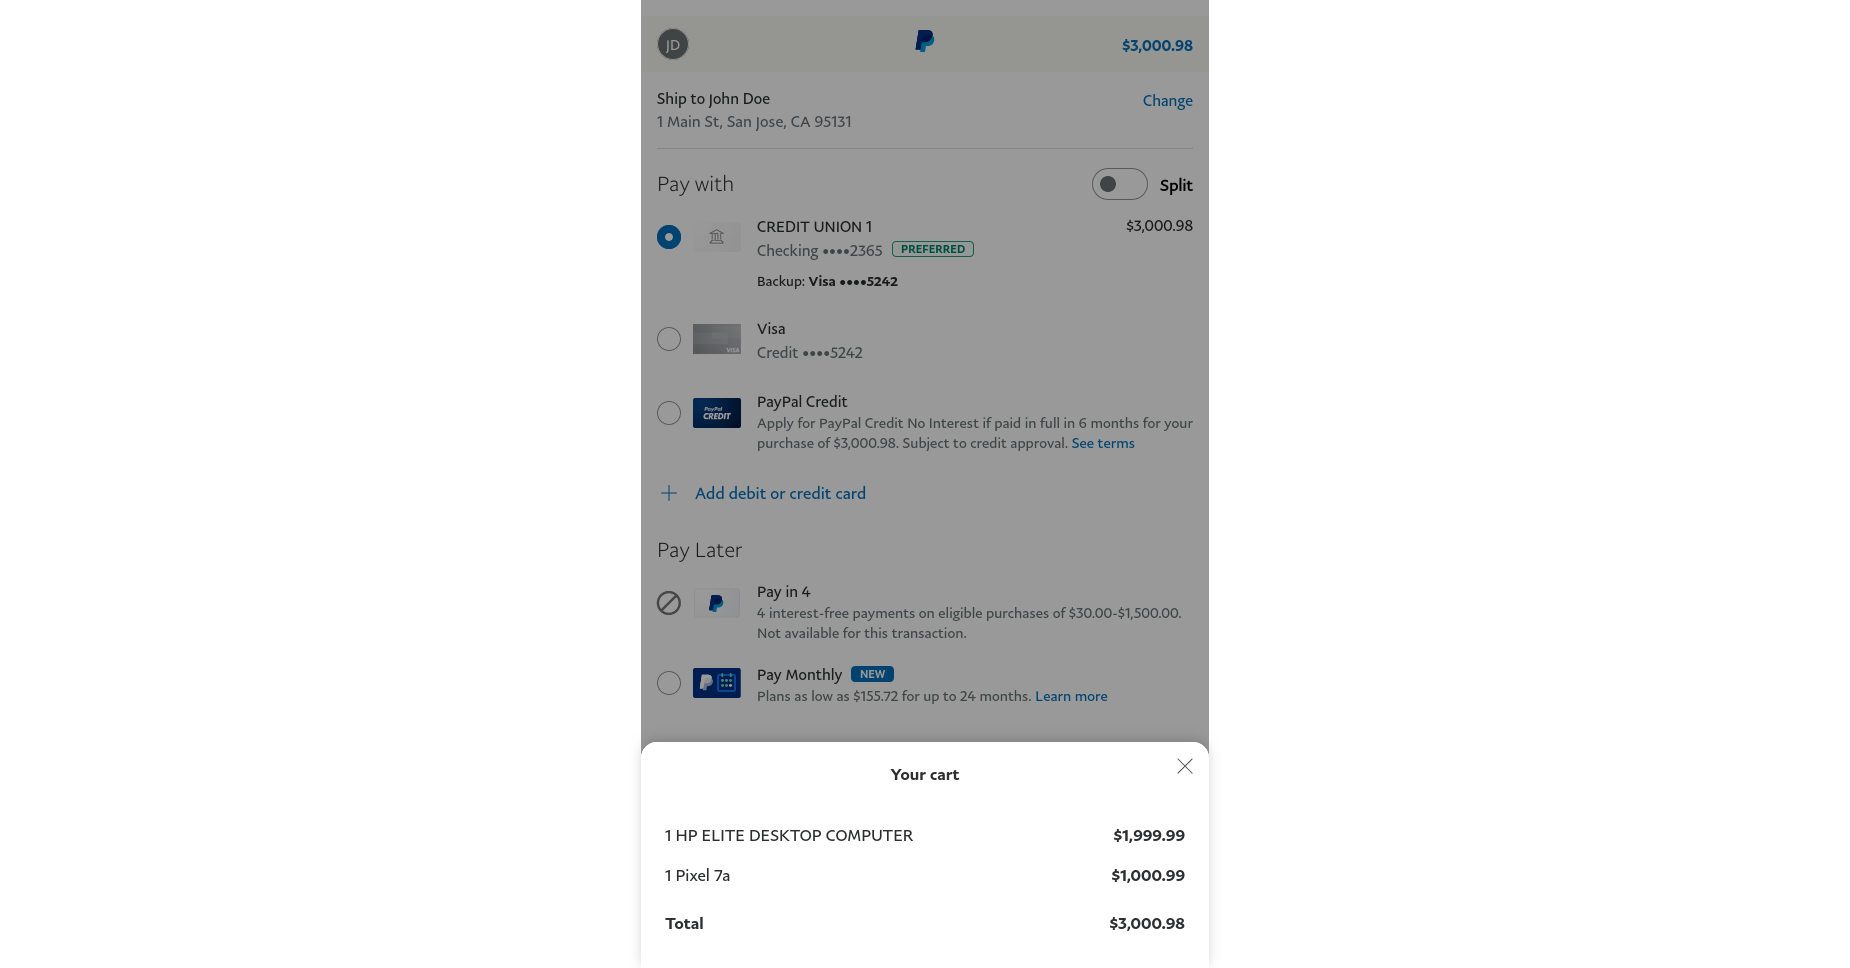 JD
$3,000.98
Ship to John Doe
Change
1 Main St, San Jose, CA 95131
Pay with
Split
CREDIT UNION 1
$3,000.98
Checking ••••2365 PREFERRED
Backup: Visa ••••5242
Visa
VISA
Credit ••••5242
PayPal Credit
PayPal
CREDIT
Apply for PayPal Credit No Interest if paid in full in 6 months for your
purchase of $3,000.98. Subject to credit approval. See terms
Add debit or credit card
Pay Later
Pay in 4
4 interest-free payments on eligible purchases of $30.00-$1,500.00.
Not available for this transaction.
Pay Monthly NEW
Plans as low as $155.72 for up to 24 months. Learn more
Your cart
1 HP ELITE DESKTOP COMPUTER $1,999.99
1 Pixel 7a $1,000.99
Total $3,000.98